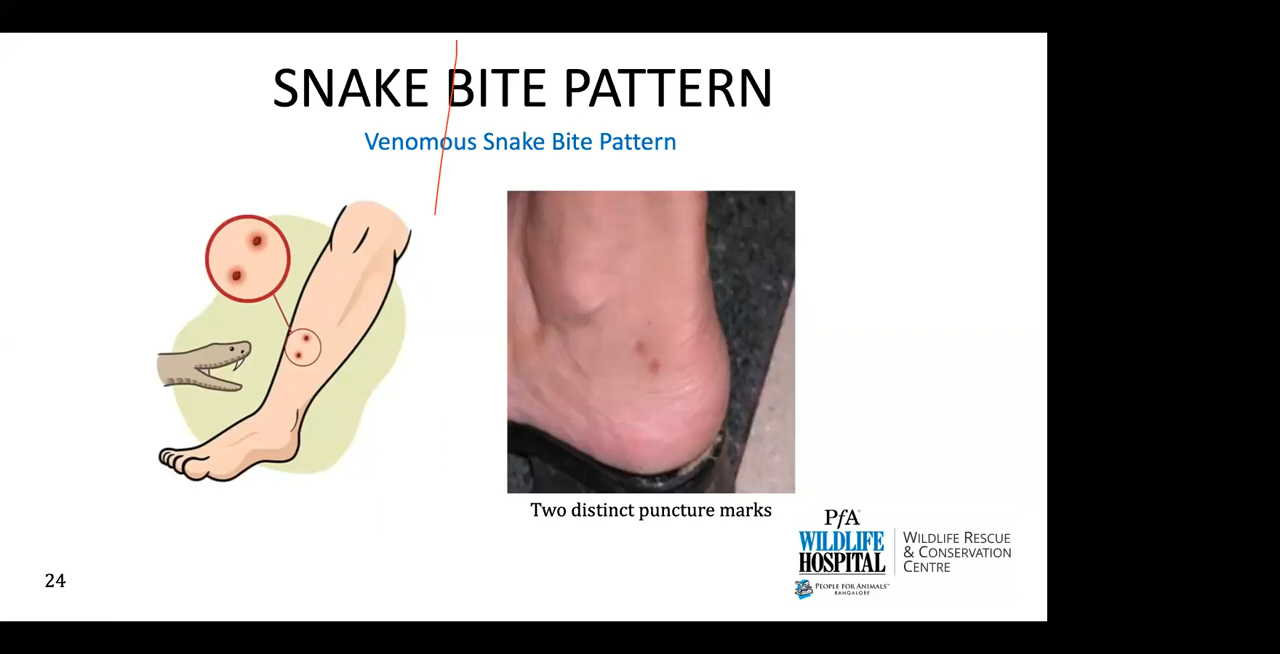 SNAKE BITE PATTERN
Venomous Snake Bite Pattern
Two distinct puncture marks
PfA
WILDLIFE
HOSPITAL
WILDLIFE RESCUE
& CONSERVATION
CENTRE
PEOPLE FOR ANIMALS
BANGALORE
24